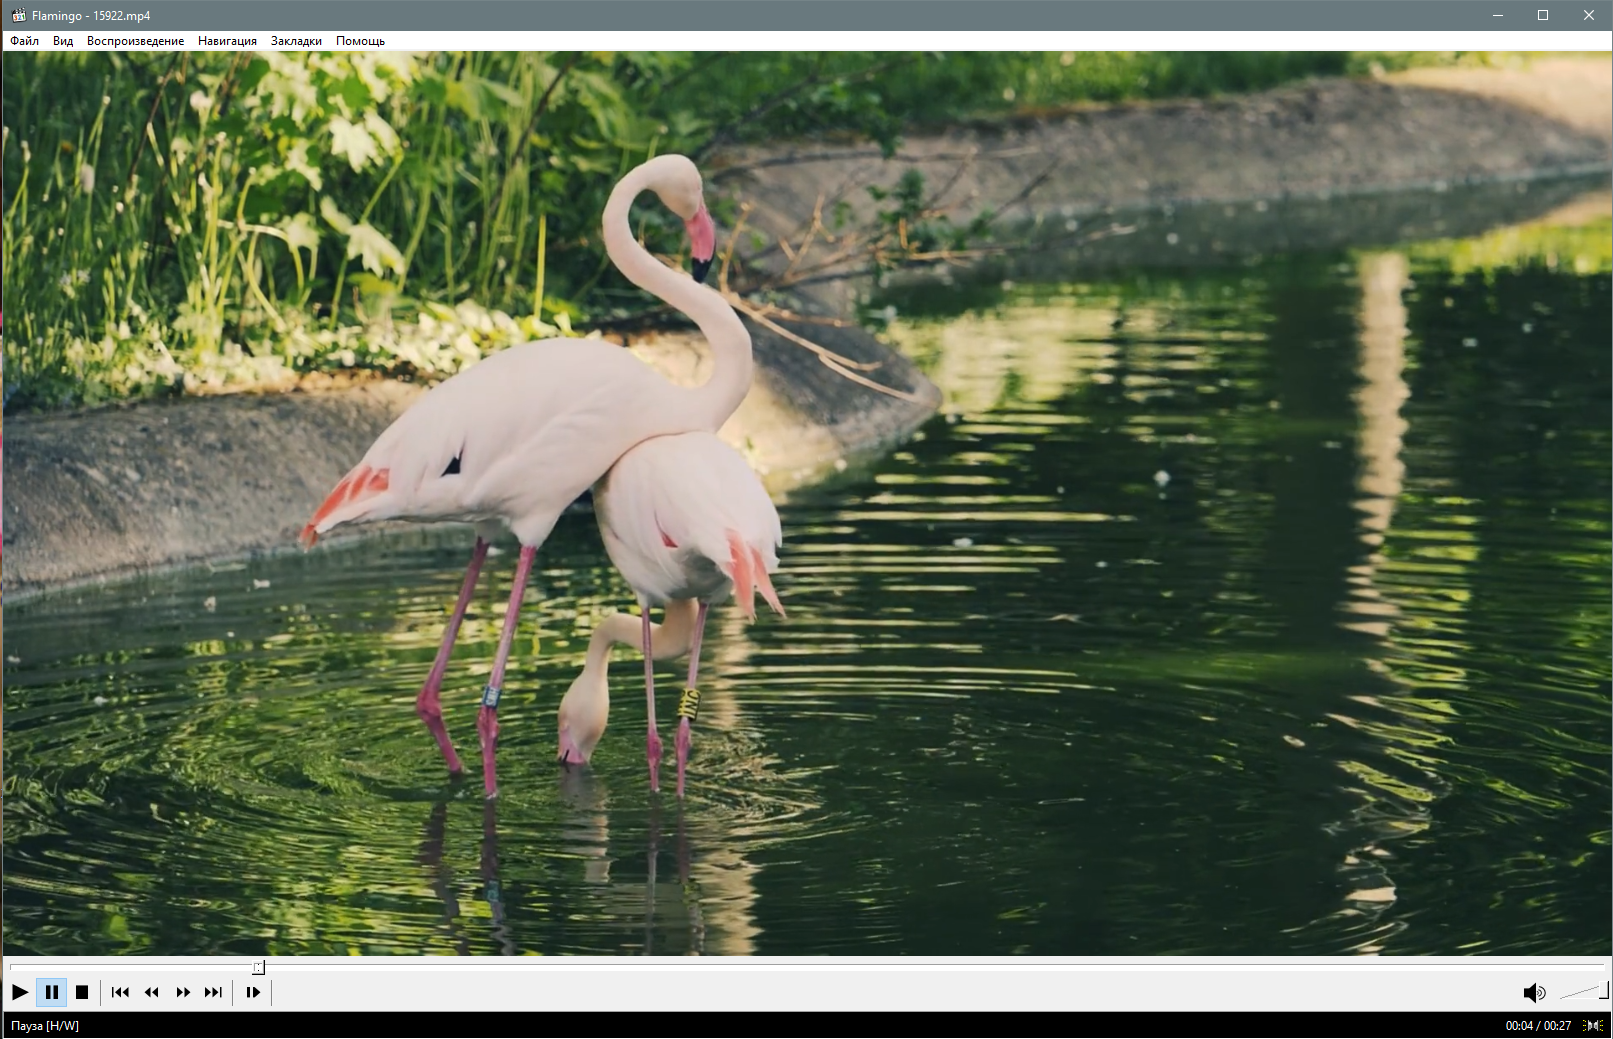 Flamingo - 15922.mp4
Файл Вид Воспроизведение Навигация Закладки Помощь
Пауза [H/W]
00:04 / 00:27